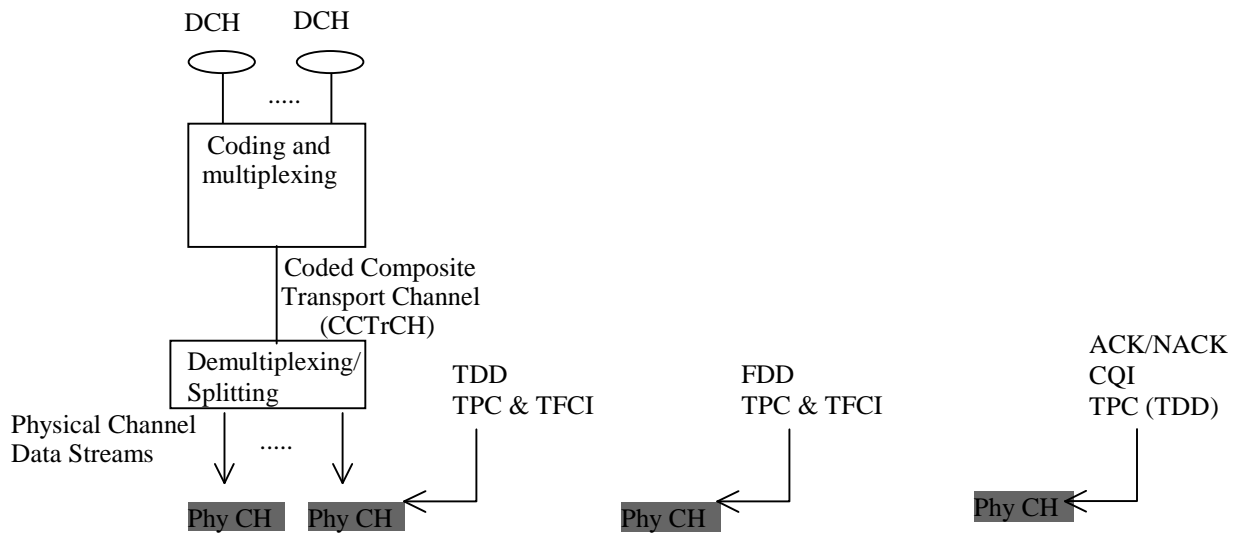 DCH DCH
.....
Coding and
multiplexing
Coded Composite
Transport Channel
(CCTrCH)
Demultiplexing/
Splitting
Physical Channel
Data Streams
.....
TDD
TPC & TFCI
FDD
TPC & TFCI
ACK/NACK
CQI
TPC (TDD)
Phy CH
Phy CH
Phy CH
Phy CH